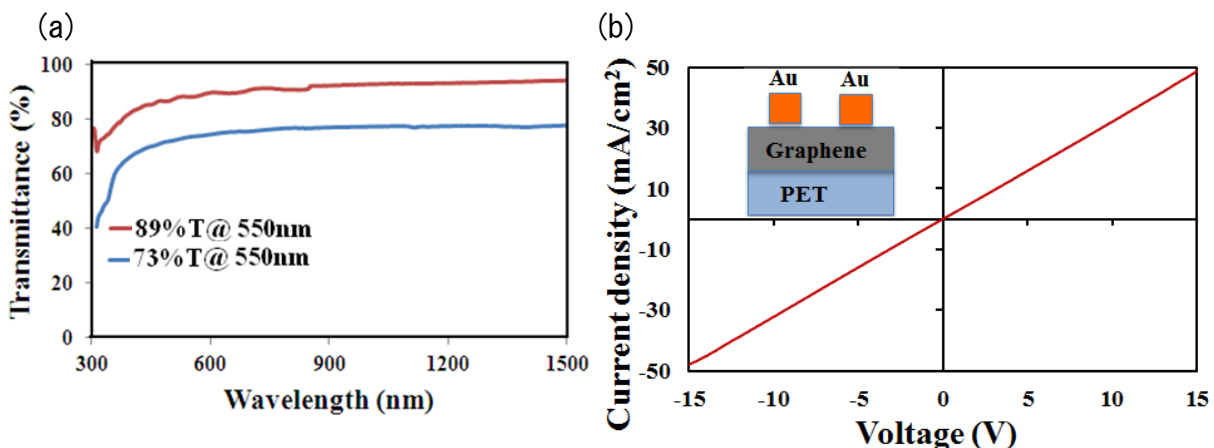 (a)
Transmittance (%)
100
80
60
40
20
0
89%T@ 550nm
73%T@ 550nm
300 600 900 1200 1500
Wavelength (nm)
(b)
Current density (mA/cm²)
50
30
10
-10
-30
-50
Au Au
Graphene
PET
-15 -10 -5 0 5 10 15
Voltage (V)